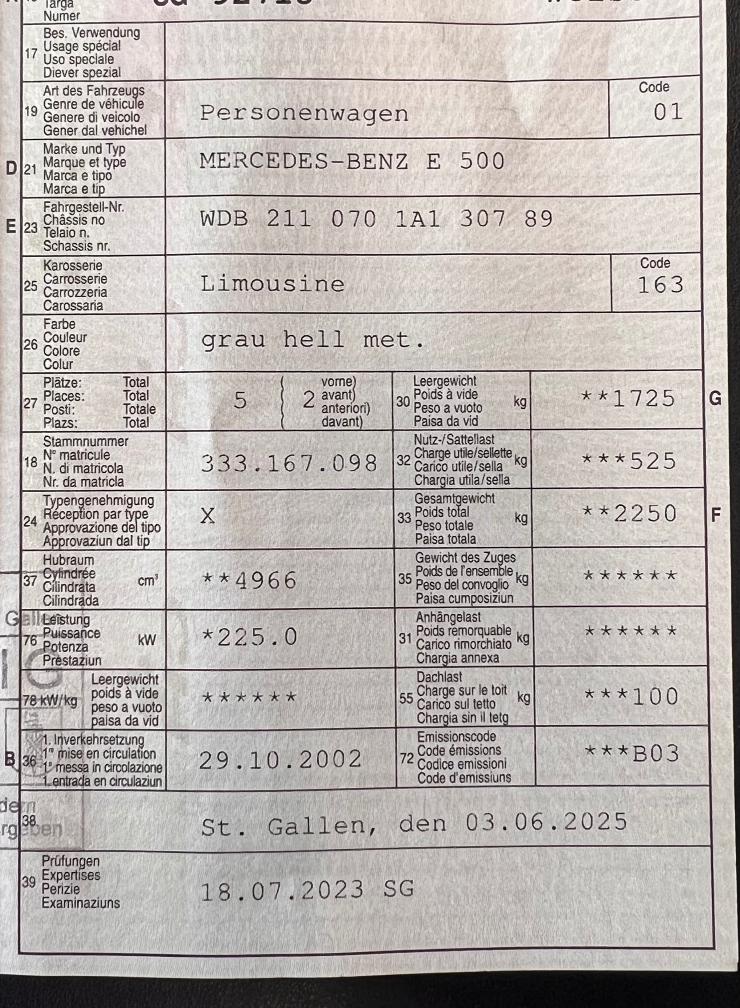 Targa
Numer
17 Bes. Verwendung
Usage spécial
Uso speciale
Diever spezial
19 Art des Fahrzeugs
Genre de véhicule
Genere di veicolo
Gener dal vehichel
Personenwagen
Code
01
D 21 Marke und Typ
Marque et type
Marca e tipo
Marca e tip
MERCEDES-BENZ E 500
E 23 Fahrgestell-Nr.
Châssis no
Telaio n.
Schassis nr.
WDB 211 070 1A1 307 89
25 Karosserie
Carrosserie
Carrozzeria
Carossaria
Limousine
Code
163
26 Farbe
Couleur
Colore
Colur
grau hell met.
27 Plätze: Total
Places: Total
Posti: Totale
Plazs: Total
5 2 vorne)
avant)
anteriori)
davant)
30 Leergewicht
Poids à vide
Peso a vuoto
Paisa da vid
kg **1725 G
18 Stammnummer
N° matricule
N. di matricola
Nr. da matricla
333.167.098
32 Nutz-/Sattellast
Charge utile/sellette
Carico utile/sella
Chargia utila/sella
kg ***525
24 Typengenehmigung
Réception par type
Approvazione del tipo
Approvaziun dal tip
X
33 Gesamtgewicht
Poids total
Peso totale
Paisa totala
kg **2250 F
37 Hubraum
Cylindrée
Cilindrata
Cilindrada
cm³ **4966
35 Gewicht des Zuges
Poids de l'ensemble
Peso del convoglio
Paisa cumposiziun
kg ******
76 Leistung
Puissance
Potenza
Prestaziun
kW *225.0
31 Anhängelast
Poids remorquable
Carico rimorchiato
Chargia annexa
kg ******
78 kW/kg Leergewicht
poids à vide
peso a vuoto
paisa da vid
******
55 Dachlast
Charge sur le toit
Carico sul tetto
Chargia sin il tetg
kg ***100
B 36 1. Inverkehrsetzung
1re mise en circulation
1a messa in circolazione
1. entrada en circulaziun
29.10.2002
72 Emissionscode
Code émissions
Codice emissioni
Code d'emissiuns
***B03
38
St. Gallen, den 03.06.2025
39 Prüfungen
Expertises
Perizie
Examinaziuns
18.07.2023 SG